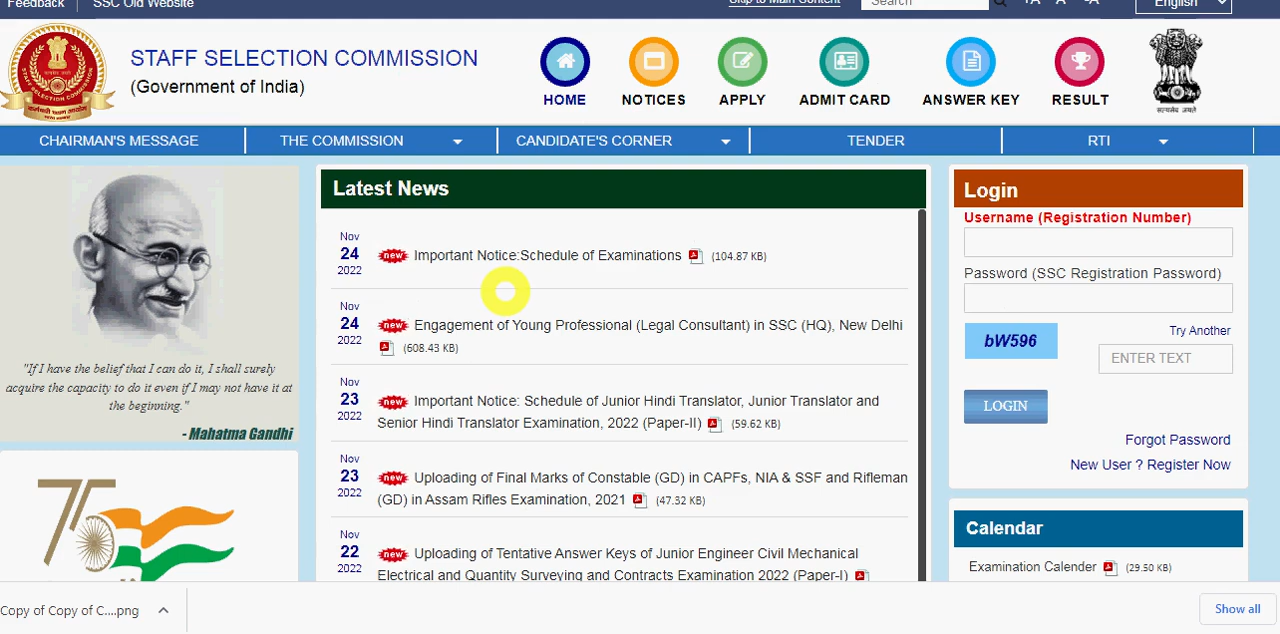 Feedback
SSC Old Website
Skip to Main Content
Search
A
English
STAFF SELECTION COMMISSION
(Government of India)
HOME
NOTICES
APPLY
ADMIT CARD
ANSWER KEY
RESULT
सत्यमेव जयते
CHAIRMAN'S MESSAGE
THE COMMISSION
CANDIDATE'S CORNER
TENDER
RTI
"If I have the belief that I can do it, I shall surely
acquire the capacity to do it even if I may not have it at
the beginning."
- Mahatma Gandhi
75
Latest News
Nov
24
2022
new Important Notice:Schedule of Examinations (104.87 KB)
Nov
24
2022
new Engagement of Young Professional (Legal Consultant) in SSC (HQ), New Delhi
(608.43 KB)
Nov
23
2022
new Important Notice: Schedule of Junior Hindi Translator, Junior Translator and
Senior Hindi Translator Examination, 2022 (Paper-II) (59.62 KB)
Nov
23
2022
new Uploading of Final Marks of Constable (GD) in CAPFs, NIA & SSF and Rifleman
(GD) in Assam Rifles Examination, 2021 (47.32 KB)
Nov
22
2022
new Uploading of Tentative Answer Keys of Junior Engineer Civil Mechanical
Electrical and Quantity Surveying and Contracts Examination 2022 (Paper-I)
Login
Username (Registration Number)
Password (SSC Registration Password)
bW596
Try Another
ENTER TEXT
LOGIN
Forgot Password
New User ? Register Now
Calendar
Examination Calender (29.50 KB)
Copy of Copy of C....png
Show all